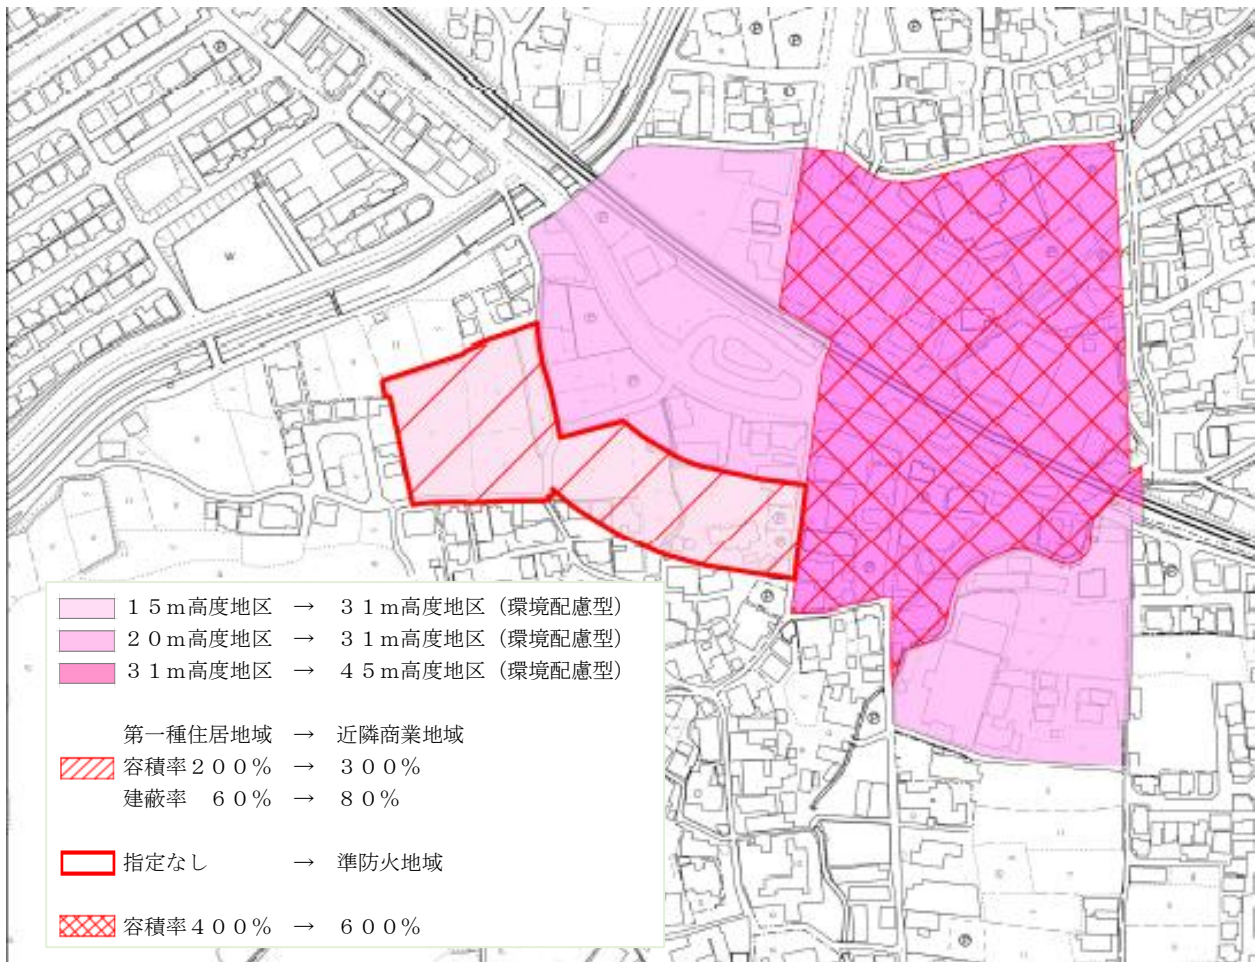 １５ｍ高度地区 → ３１ｍ高度地区（環境配慮型）
２０ｍ高度地区 → ３１ｍ高度地区（環境配慮型）
３１ｍ高度地区 → ４５ｍ高度地区（環境配慮型）
第一種住居地域 → 近隣商業地域
容積率２００％ → ３００％
建蔽率 ６０％ → ８０％
指定なし → 準防火地域
容積率４００％ → ６００％